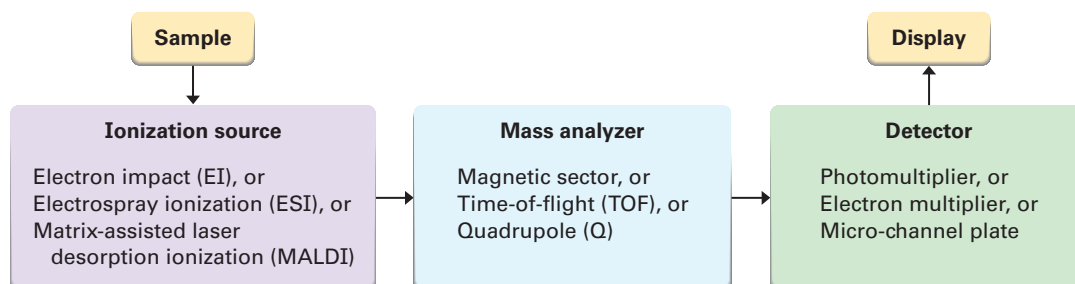 Sample
Display
Ionization source
Electron impact (EI), or
Electrospray ionization (ESI), or
Matrix-assisted laser
desorption ionization (MALDI)
Mass analyzer
Magnetic sector, or
Time-of-flight (TOF), or
Quadrupole (Q)
Detector
Photomultiplier, or
Electron multiplier, or
Micro-channel plate